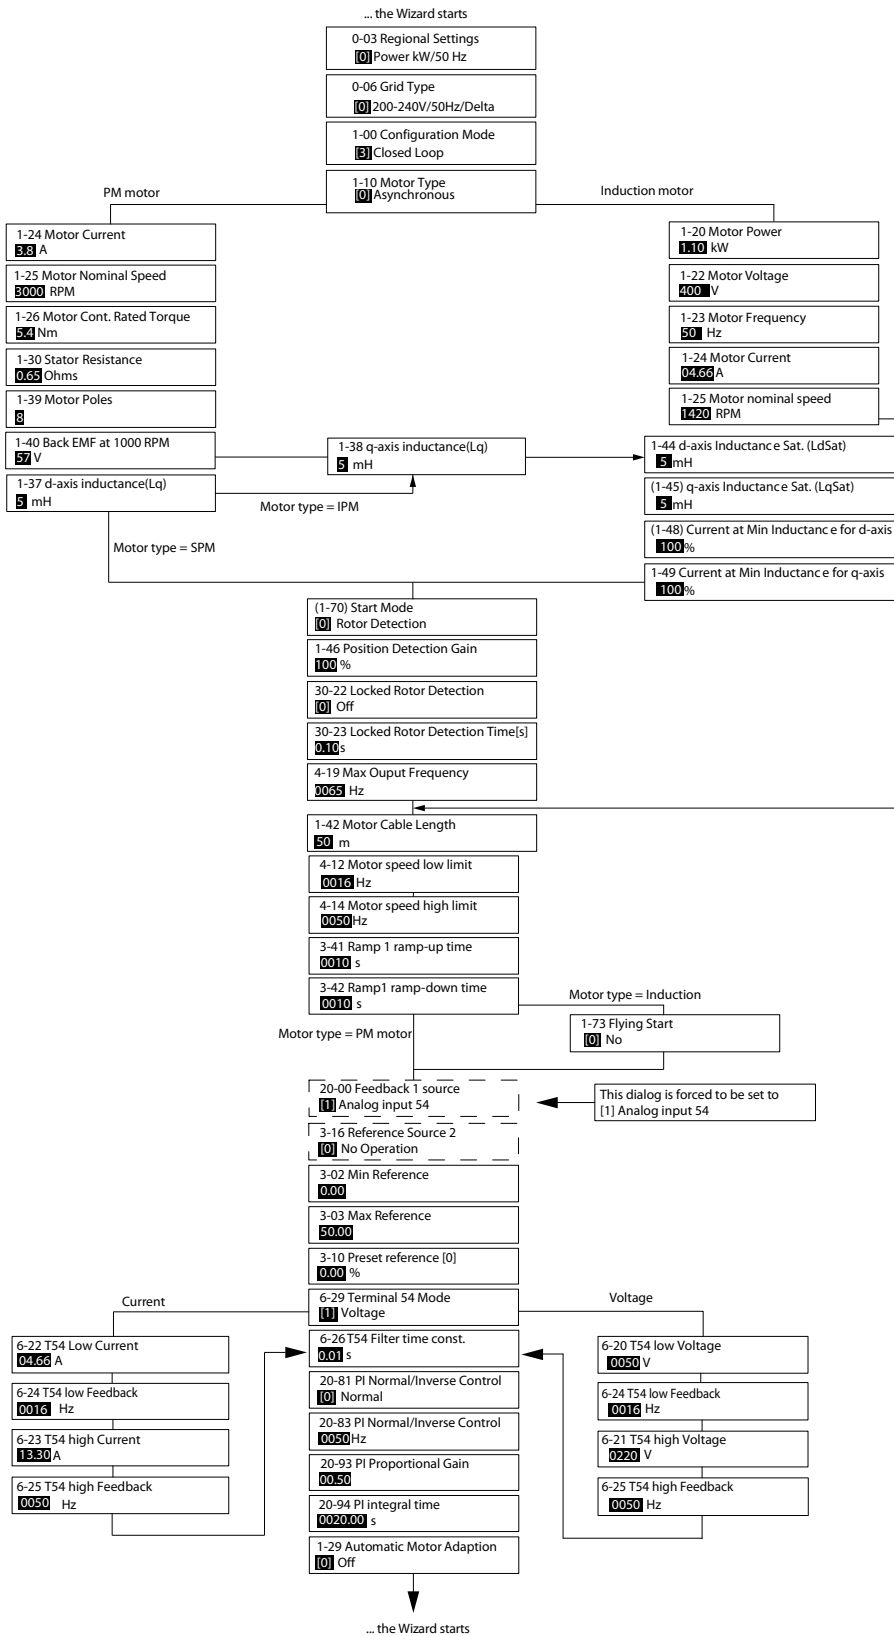 ... the Wizard starts
0-03 Regional Settings
[0] Power kW/50 Hz
0-06 Grid Type
[0] 200-240V/50Hz/Delta
1-00 Configuration Mode
[3] Closed Loop
1-10 Motor Type
[0] Asynchronous
PM motor
Induction motor
1-24 Motor Current
3.8 A
1-25 Motor Nominal Speed
3000 RPM
1-26 Motor Cont. Rated Torque
5.4 Nm
1-30 Stator Resistance
0.65 Ohms
1-39 Motor Poles
8
1-40 Back EMF at 1000 RPM
57 V
1-37 d-axis inductance(Lq)
5 mH
1-20 Motor Power
1.10 kW
1-22 Motor Voltage
400 V
1-23 Motor Frequency
50 Hz
1-24 Motor Current
04.66 A
1-25 Motor nominal speed
1420 RPM
1-38 q-axis inductance(Lq)
5 mH
Motor type = IPM
Motor type = SPM
1-44 d-axis Inductance Sat. (LdSat)
5 mH
(1-45) q-axis Inductance Sat. (LqSat)
5 mH
(1-48) Current at Min Inductance for d-axis
100 %
1-49 Current at Min Inductance for q-axis
100 %
(1-70) Start Mode
[0] Rotor Detection
1-46 Position Detection Gain
100 %
30-22 Locked Rotor Detection
[0] Off
30-23 Locked Rotor Detection Time[s]
0.10 s
4-19 Max Ouput Frequency
0065 Hz
1-42 Motor Cable Length
50 m
4-12 Motor speed low limit
0016 Hz
4-14 Motor speed high limit
0050 Hz
3-41 Ramp 1 ramp-up time
0010 s
3-42 Ramp1 ramp-down time
0010 s
Motor type = Induction
Motor type = PM motor
1-73 Flying Start
[0] No
20-00 Feedback 1 source
[1] Analog input 54
This dialog is forced to be set to
[1] Analog input 54
3-16 Reference Source 2
[0] No Operation
3-02 Min Reference
0.00
3-03 Max Reference
50.00
3-10 Preset reference [0]
0.00 %
6-29 Terminal 54 Mode
[1] Voltage
Current
Voltage
6-22 T54 Low Current
04.66 A
6-24 T54 low Feedback
0016 Hz
6-23 T54 high Current
13.30 A
6-25 T54 high Feedback
0050 Hz
6-26 T54 Filter time const.
0.01 s
20-81 PI Normal/Inverse Control
[0] Normal
20-83 PI Normal/Inverse Control
0050 Hz
20-93 PI Proportional Gain
00.50
20-94 PI integral time
0020.00 s
1-29 Automatic Motor Adaption
[0] Off
6-20 T54 low Voltage
0050 V
6-24 T54 low Feedback
0016 Hz
6-21 T54 high Voltage
0220 V
6-25 T54 high Feedback
0050 Hz
... the Wizard starts